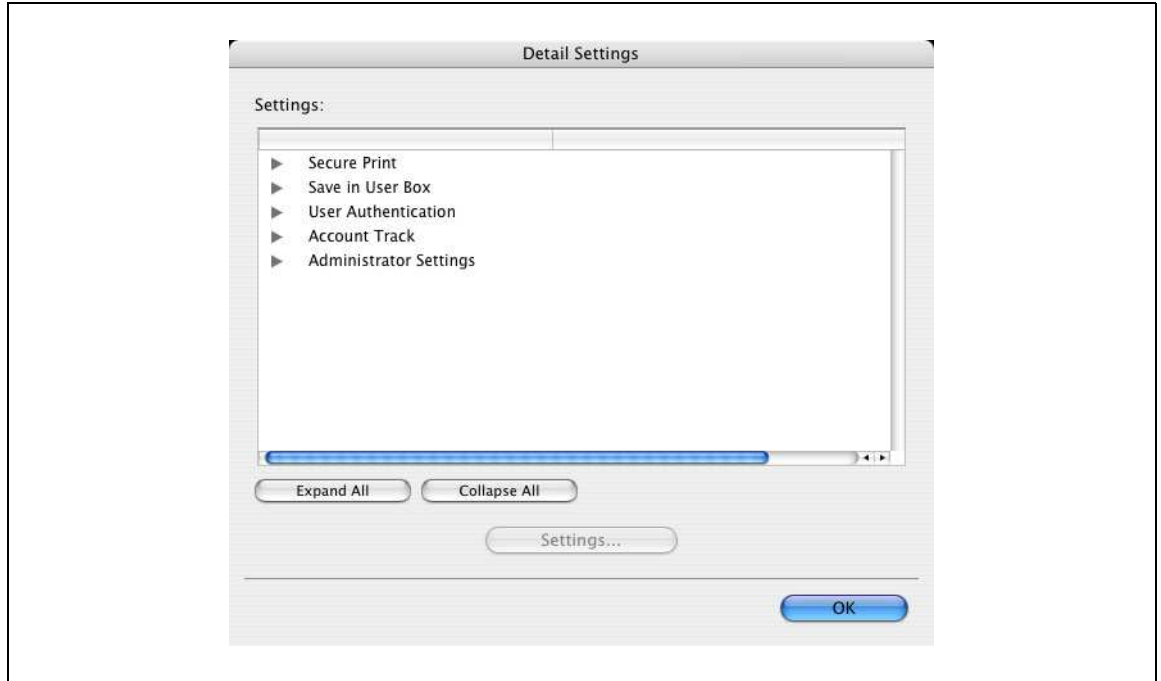 Detail Settings
Settings:
Secure Print
Save in User Box
User Authentication
Account Track
Administrator Settings
Expand All
Collapse All
Settings...
OK